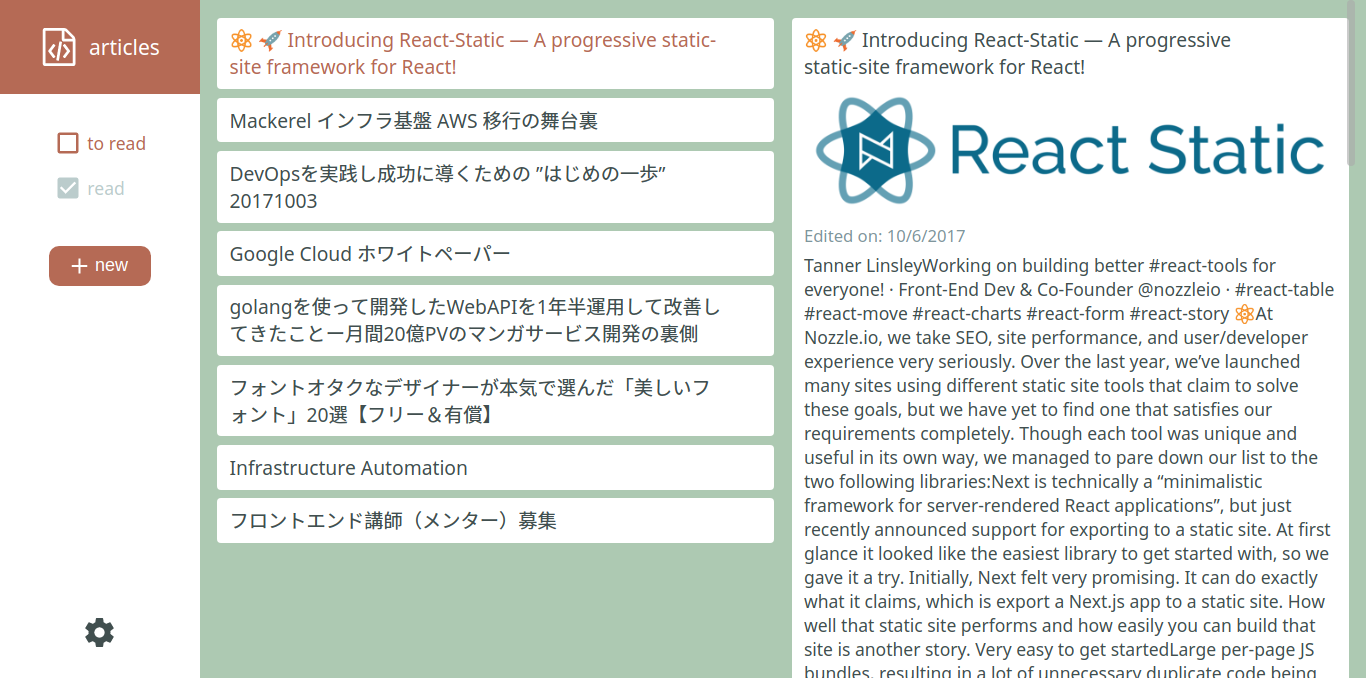 articles
to read
read
+ new
⚛️ 🚀 Introducing React-Static — A progressive static-
site framework for React!
Mackerel インフラ基盤 AWS 移行の舞台裏
DevOpsを実践し成功に導くための ”はじめの一歩”
20171003
Google Cloud ホワイトペーパー
golangを使って開発したWebAPIを1年半運用して改善し
てきたことー月間20億PVのマンガサービス開発の裏側
フォントオタクなデザイナーが本気で選んだ「美しいフ
ォント」20選【フリー＆有償】
Infrastructure Automation
フロントエンド講師（メンター）募集
⚛️ 🚀 Introducing React-Static — A progressive
static-site framework for React!
React Static
Edited on: 10/6/2017
Tanner LinsleyWorking on building better #react-tools for
everyone! · Front-End Dev & Co-Founder @nozzleio · #react-table
#react-move #react-charts #react-form #react-story ⚛️At
Nozzle.io, we take SEO, site performance, and user/developer
experience very seriously. Over the last year, we’ve launched
many sites using different static site tools that claim to solve
these goals, but we have yet to find one that satisfies our
requirements completely. Though each tool was unique and
useful in its own way, we managed to pare down our list to the
two following libraries:Next is technically a “minimalistic
framework for server-rendered React applications”, but just
recently announced support for exporting to a static site. At first
glance it looked like the easiest library to get started with, so we
gave it a try. Initially, Next felt very promising. It can do exactly
what it claims, which is export a Next.js app to a static site. How
well that static site performs and how easily you can build that
site is another story. Very easy to get startedLarge per-page JS
bundles, resulting in a lot of unnecessary duplicate code being